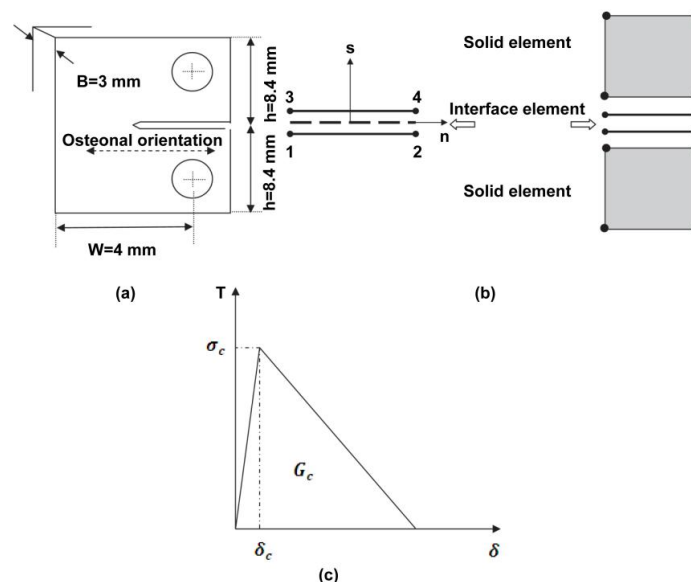 B=3 mm
h=8.4 mm
Osteonal orientation
h=8.4 mm
W=4 mm
(a)
s
3
4
n
1
2
Solid element
Interface element
Solid element
(b)
T
σc
Gc
δc
δ
(c)